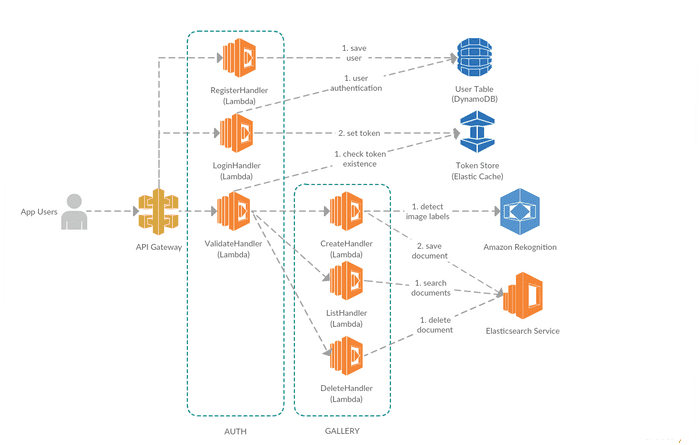 1. save
user
RegisterHandler
(Lambda)
User Table
(DynamoDB)
1. user
authentication
LoginHandler
(Lambda)
2. set token
Token Store
(Elastic Cache)
1. check token
existence
App Users
API Gateway
ValidateHandler
(Lambda)
CreateHandler
(Lambda)
1. detect
image labels
Amazon Rekognition
2. save
document
ListHandler
(Lambda)
1. search
documents
Elasticsearch Service
1. delete
document
DeleteHandler
(Lambda)
AUTH
GALLERY